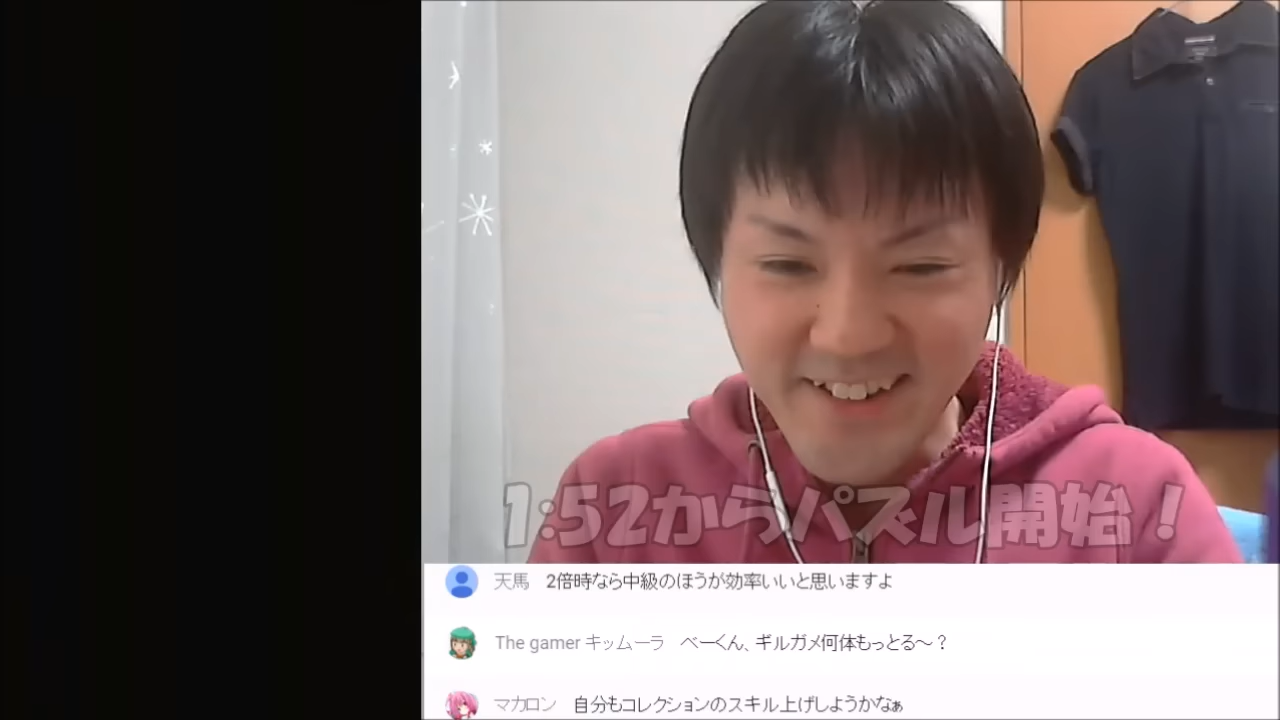 1:52からパズル開始！
天馬 2倍時なら中級のほうが効率いいと思いますよ
The gamer キッムーラ べーくん、ギルガメ何体もっとる～？
マカロン 自分もコレクションのスキル上げしようかなぁ